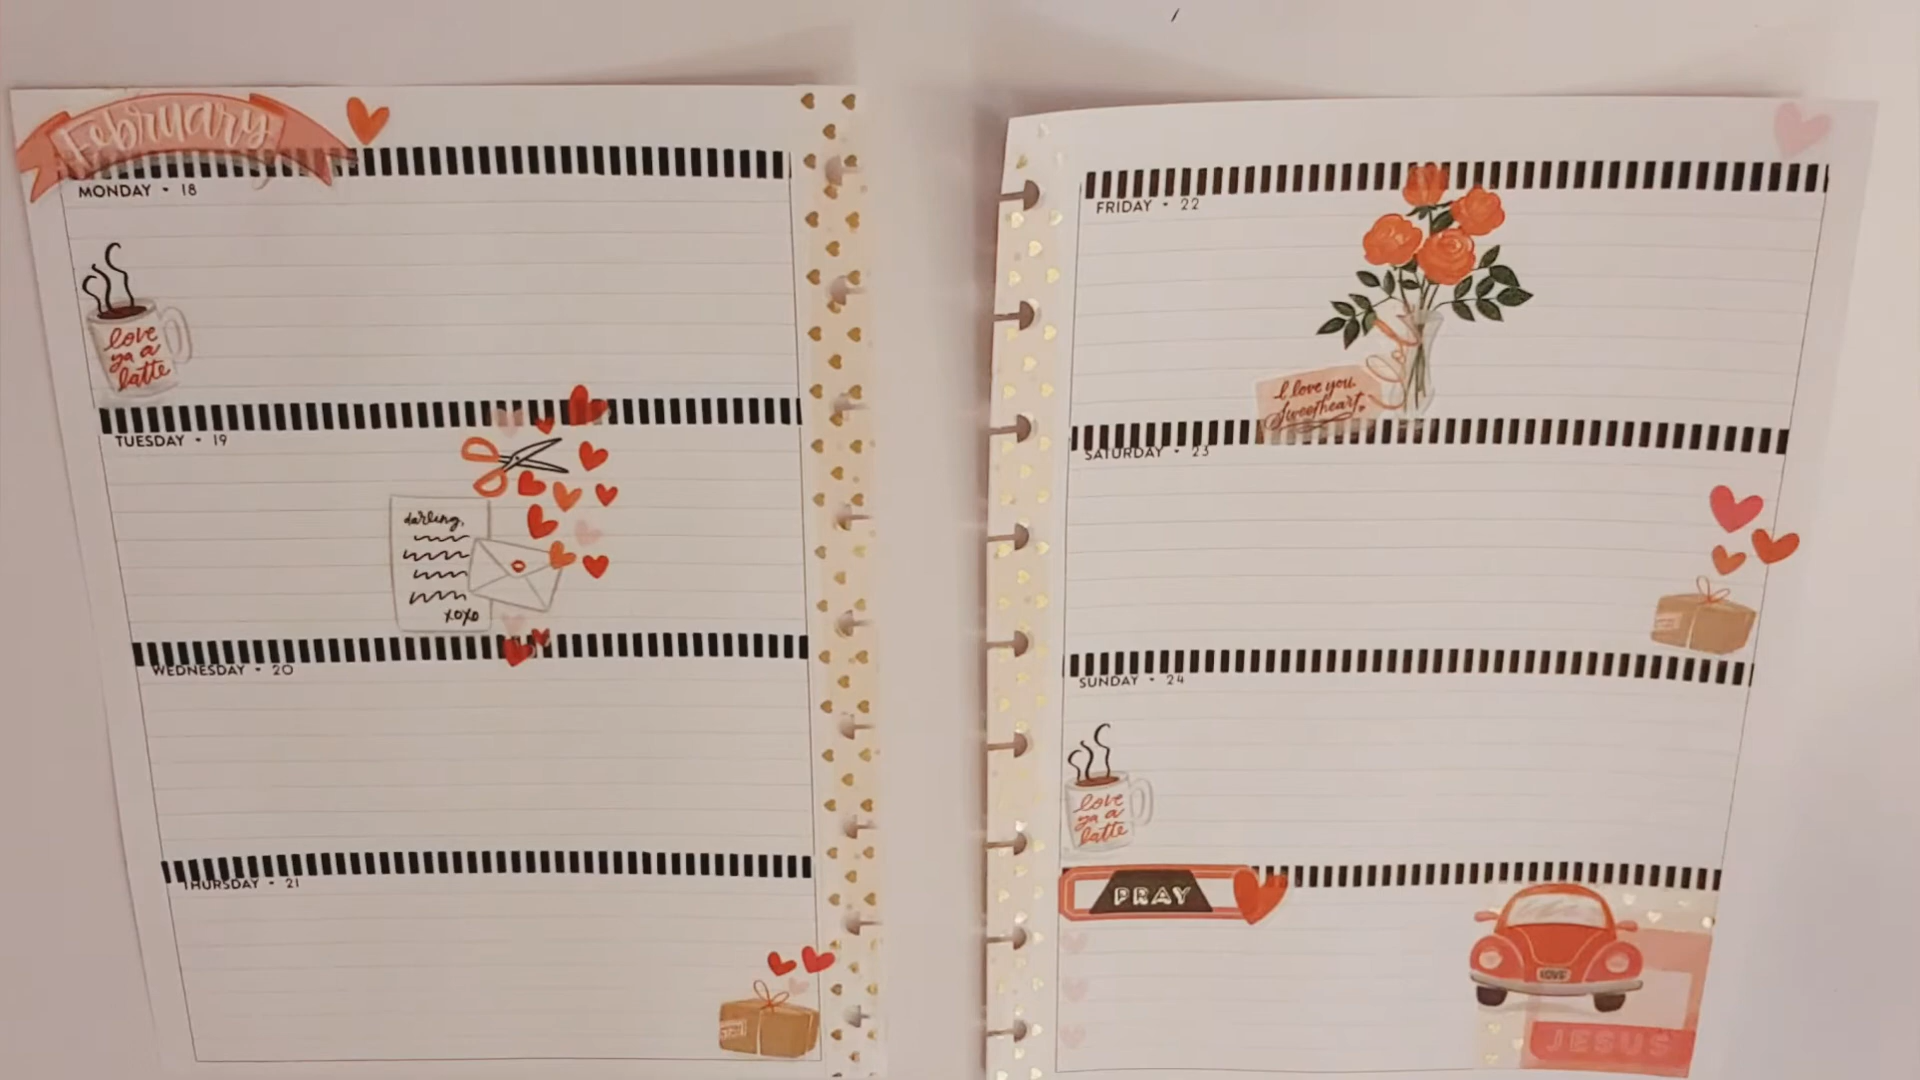 February
MONDAY • 18
love
ya a
latte
TUESDAY • 19
darling,
xoxo
WEDNESDAY • 20
THURSDAY • 21
FRIDAY • 22
I love you
Sweetheart.
SATURDAY • 23
SUNDAY • 24
love
ya a
latte
PRAY
LOVE
JESUS